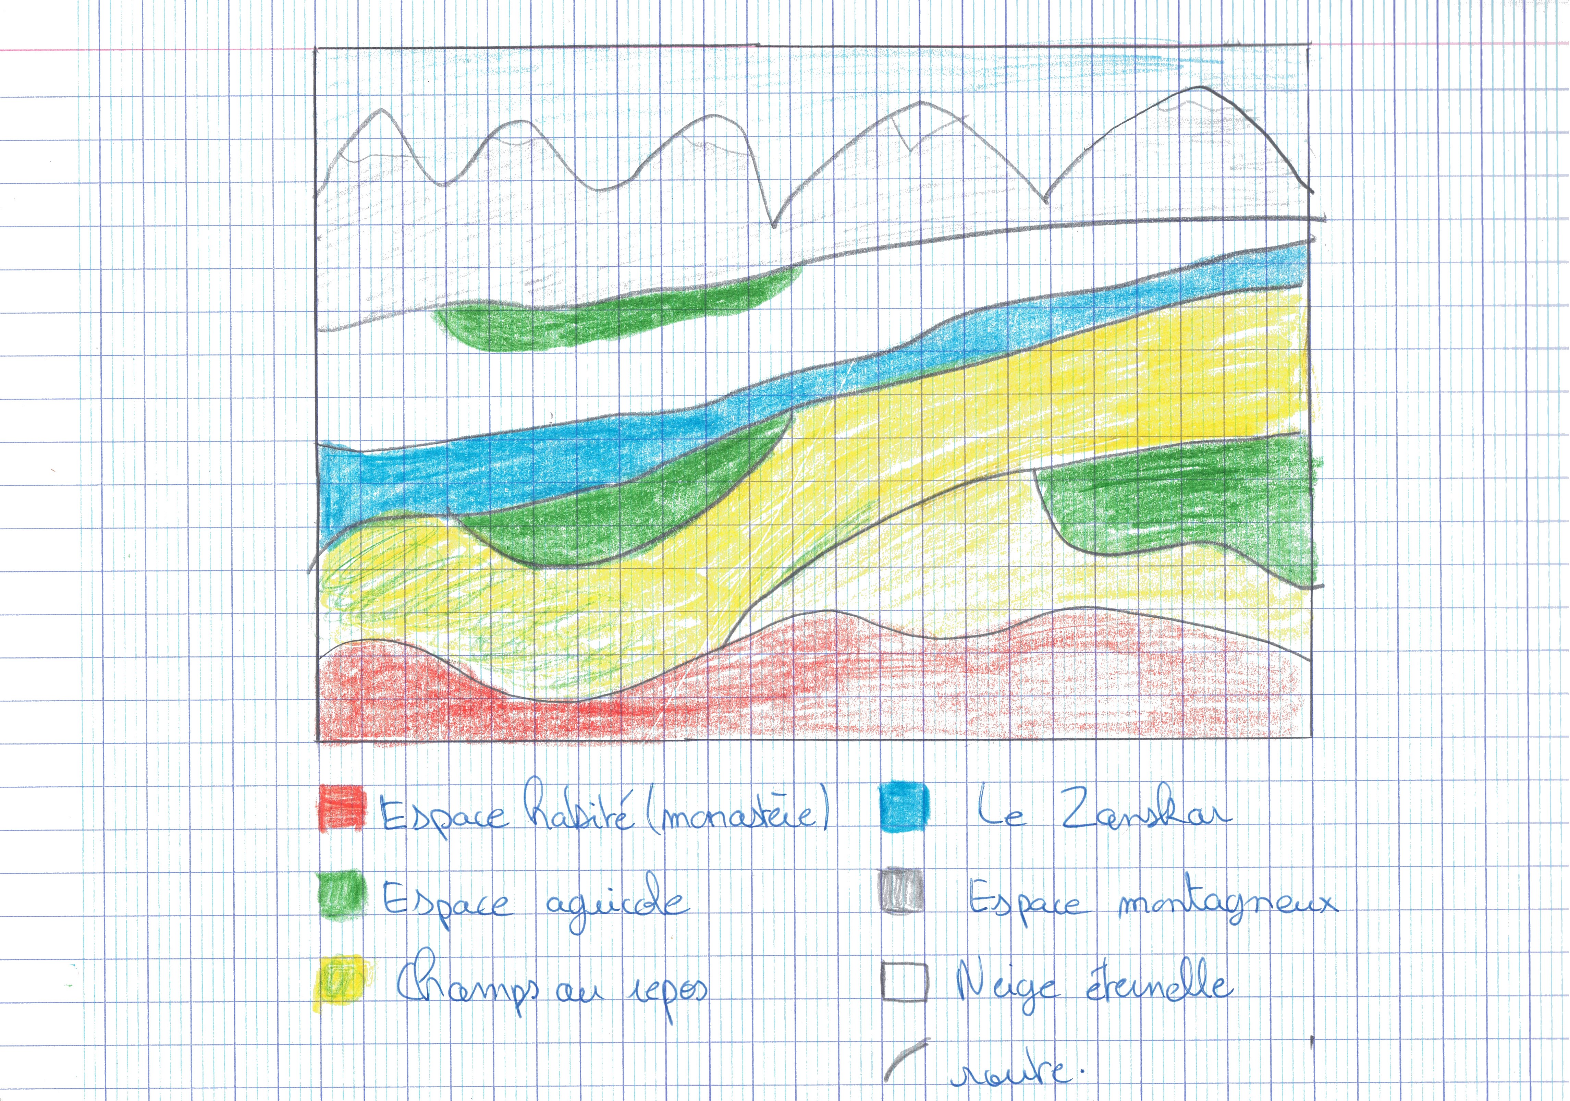 Espace habité (monastère)
Espace agricole
Champs au repos
Le Zanskar
Espace montagneux
Neige éternelle
route.